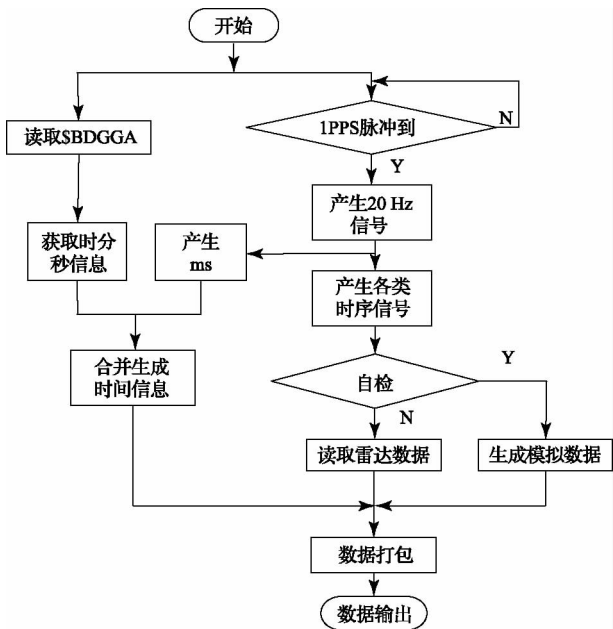 开始
读取$BDGGA
1PPS脉冲到
N
Y
产生20 Hz
信号
获取时分
秒信息
产生
ms
产生各类
时序信号
合并生成
时间信息
自检
Y
N
读取雷达数据
生成模拟数据
数据打包
数据输出